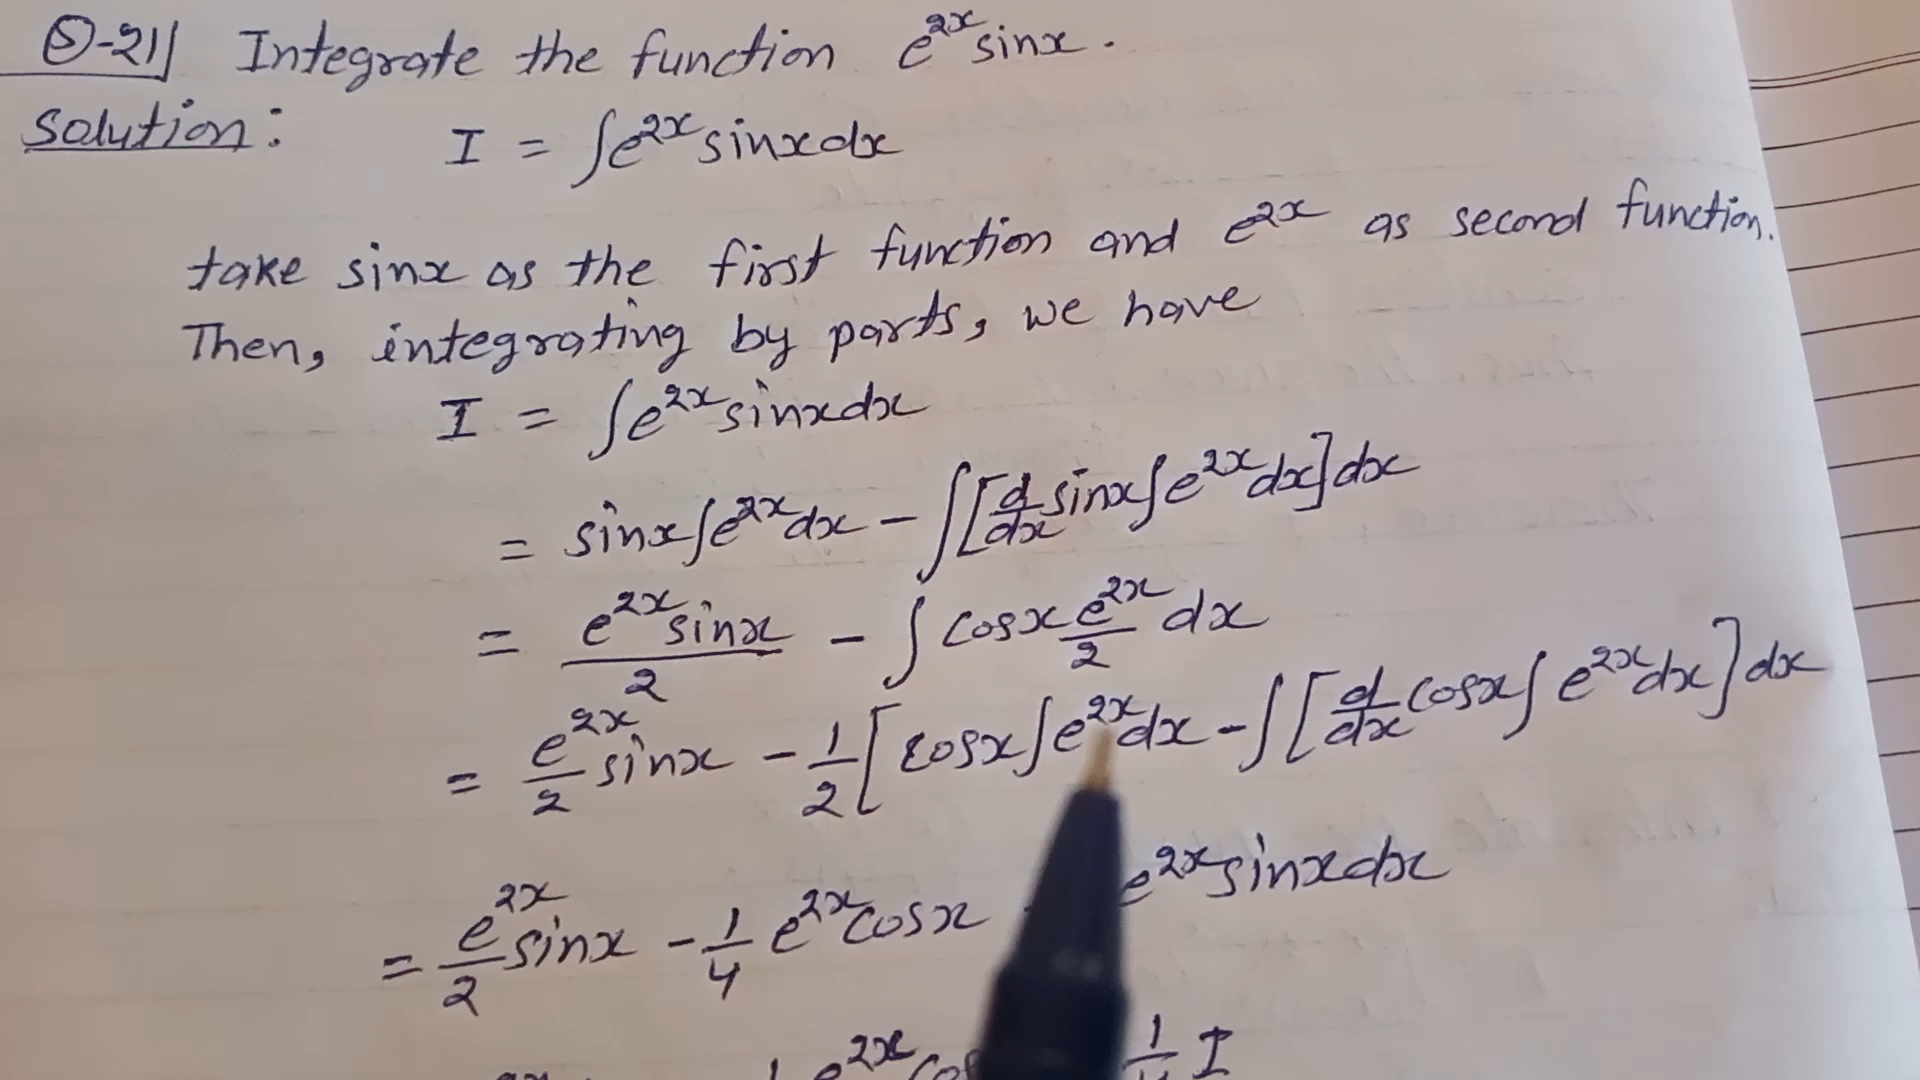 Q-21| Integrate the function e^{2x} sinx.
Solution: I = ∫e^{2x} sinx dx
take sinx as the first function and e^{2x} as second function.
Then, integrating by parts, we have
I = ∫e^{2x} sinx dx
= sinx ∫e^{2x} dx - ∫[d/dx sinx ∫e^{2x} dx] dx
= e^{2x} sinx / 2 - ∫ cosx e^{2x}/2 dx
= e^{2x}/2 sinx - 1/2 [cosx ∫e^{2x} dx - ∫[d/dx cosx ∫ e^{2x} dx] dx
= e^{2x}/2 sinx - 1/4 e^{2x} cosx e^{2x} sinx dx
e^{2x} I